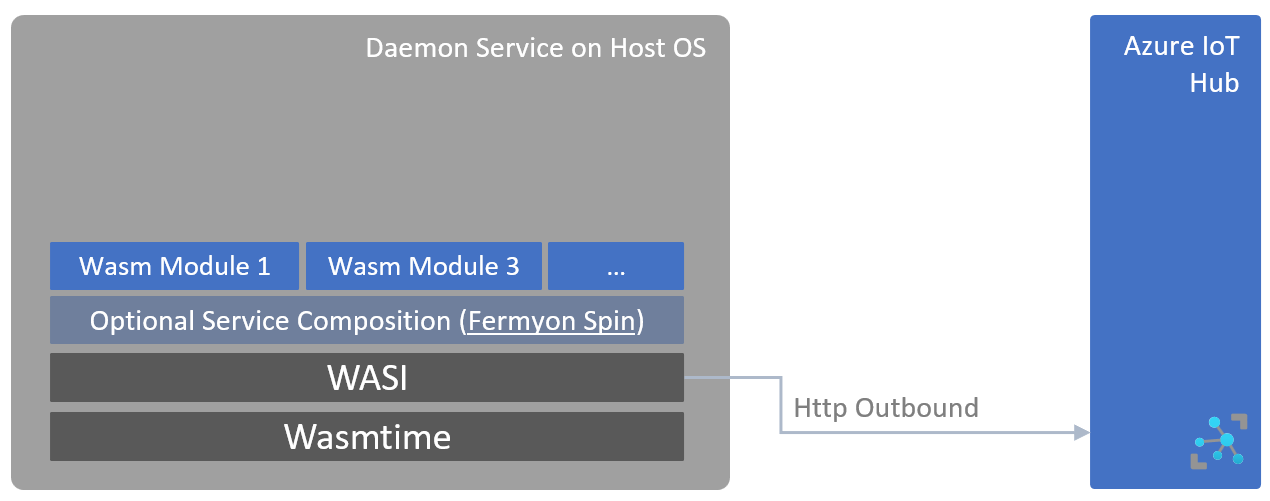 Daemon Service on Host OS
Azure IoT
Hub
Wasm Module 1
Wasm Module 3
...
Optional Service Composition (Fermyon Spin)
WASI
Http Outbound
Wasmtime